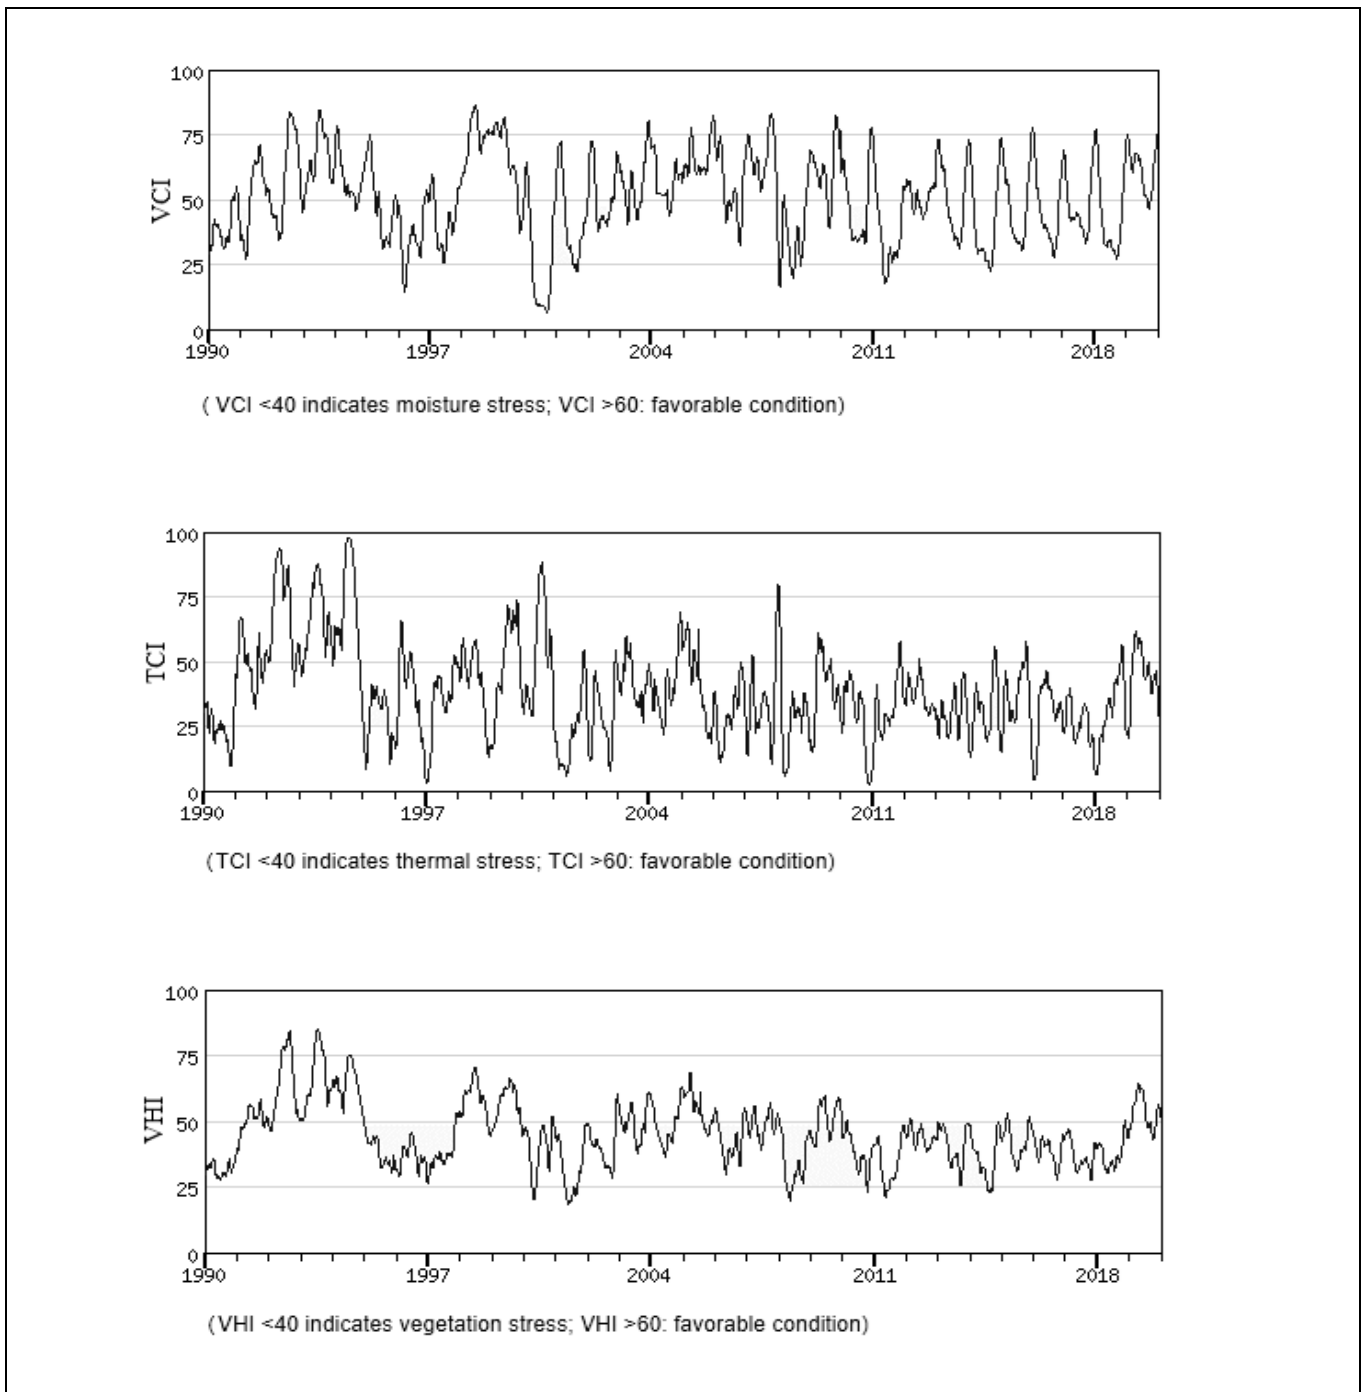 100
75
VCI
50
25
0
1990 1997 2004 2011 2018
( VCI <40 indicates moisture stress; VCI >60: favorable condition)
100
75
TCI
50
25
0
1990 1997 2004 2011 2018
(TCI <40 indicates thermal stress; TCI >60: favorable condition)
100
75
VHI
50
25
0
1990 1997 2004 2011 2018
(VHI <40 indicates vegetation stress; VHI >60: favorable condition)